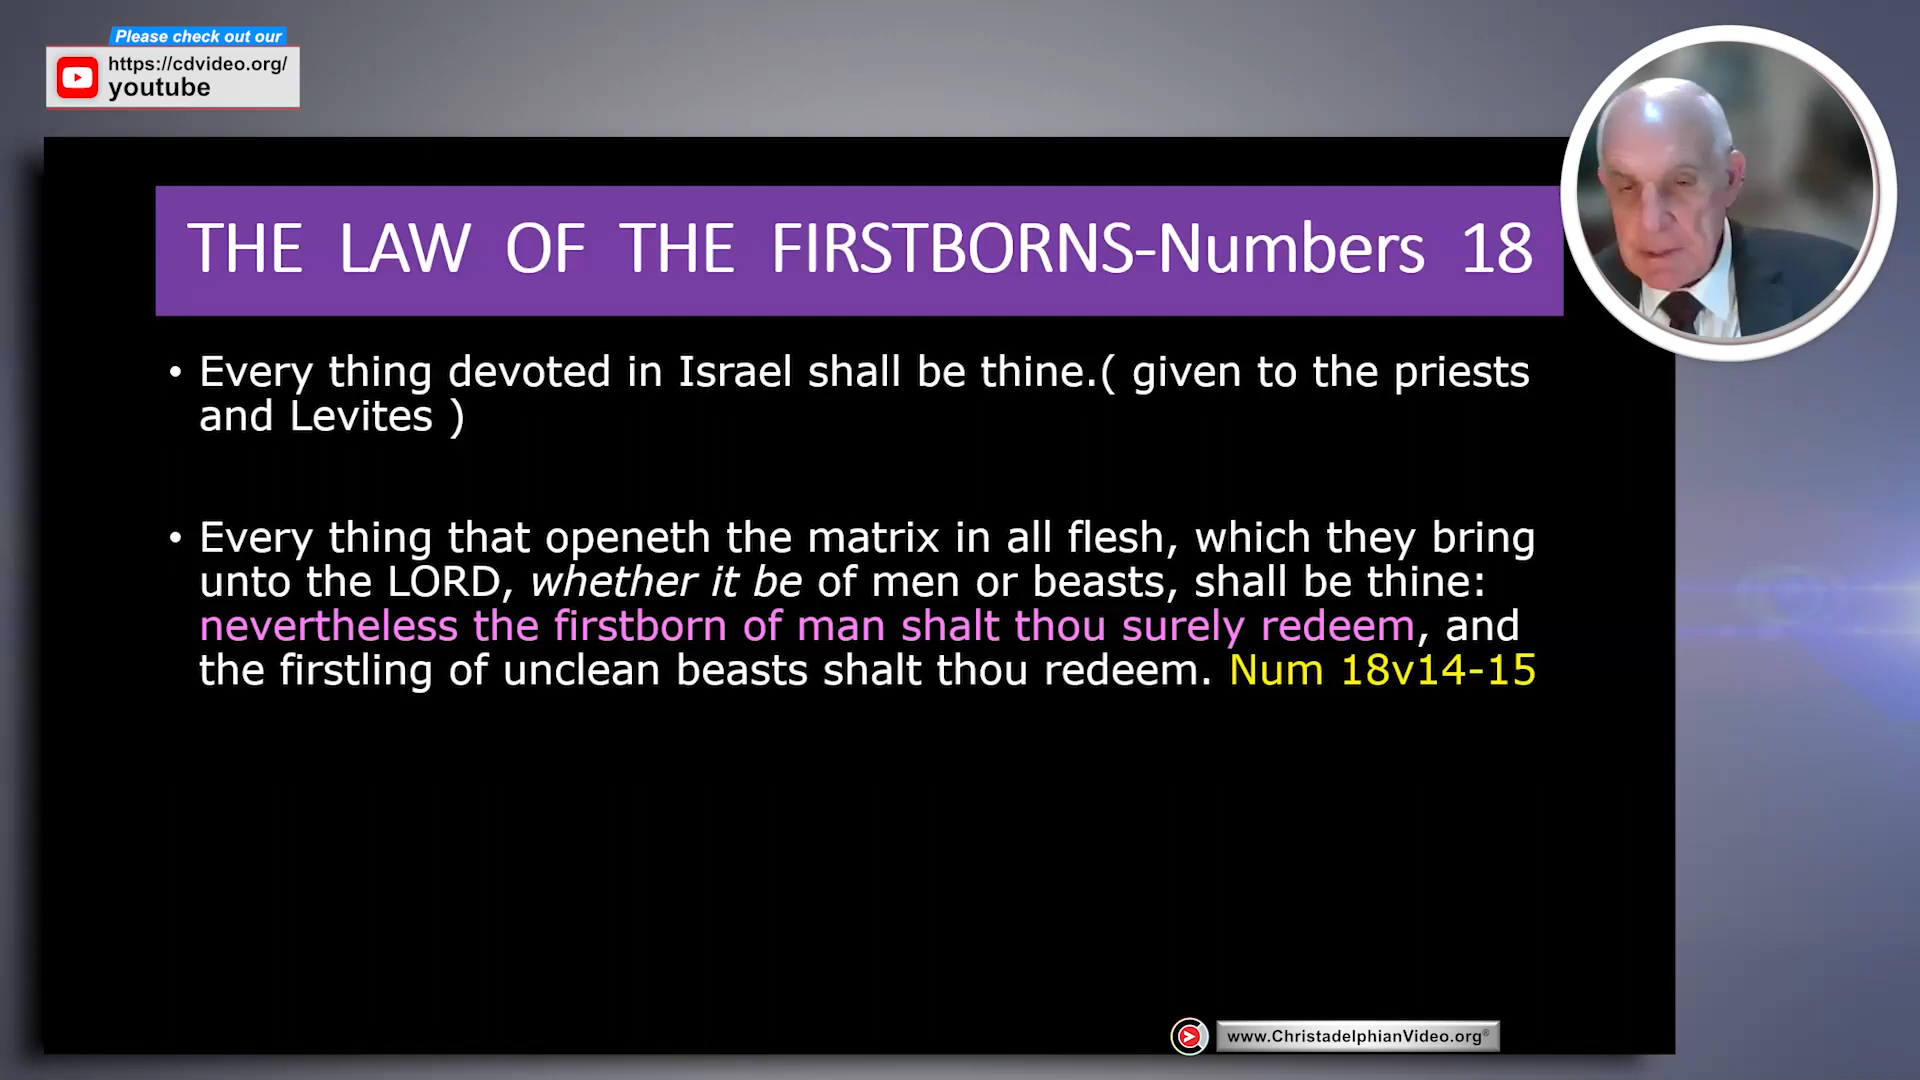 Please check out our
https://cdvideo.org/
youtube
THE LAW OF THE FIRSTBORNS-Numbers 18
• Every thing devoted in Israel shall be thine.( given to the priests
and Levites )
• Every thing that openeth the matrix in all flesh, which they bring
unto the LORD, whether it be of men or beasts, shall be thine:
nevertheless the firstborn of man shalt thou surely redeem, and
the firstling of unclean beasts shalt thou redeem. Num 18v14-15
www.ChristadelphianVideo.org®